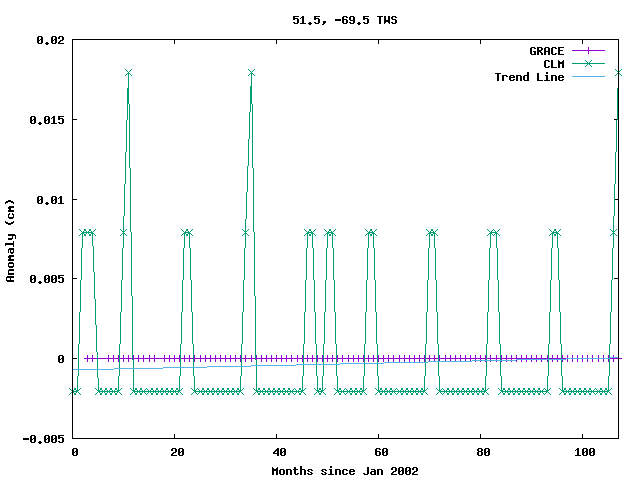 51.5, -69.5 TWS
GRACE
CLM
Trend Line
0.02
0.015
0.01
0.005
0
-0.005
Anomaly (cm)
0 20 40 60 80 100
Months since Jan 2002